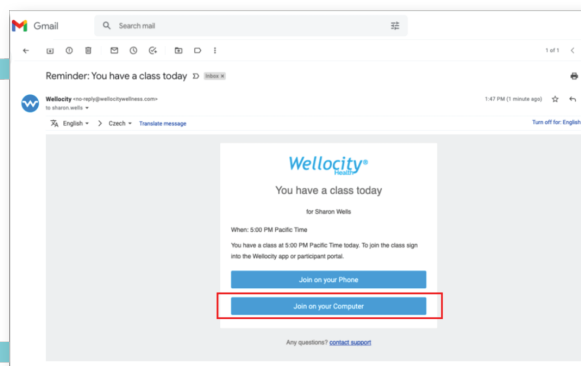 Gmail
Search mail
1 of 1
Reminder: You have a class today Inbox ×
Wellocity <no-reply@wellocitywellness.com>
1:47 PM (1 minute ago)
to sharon.wells
English > Czech Translate message
Turn off for: English
Wellocity®
Health
You have a class today
for Sharon Wells
When: 5:00 PM Pacific Time
You have a class at 5:00 PM Pacific Time today. To join the class sign
into the Wellocity app or participant portal.
Join on your Phone
Join on your Computer
Any questions? contact support